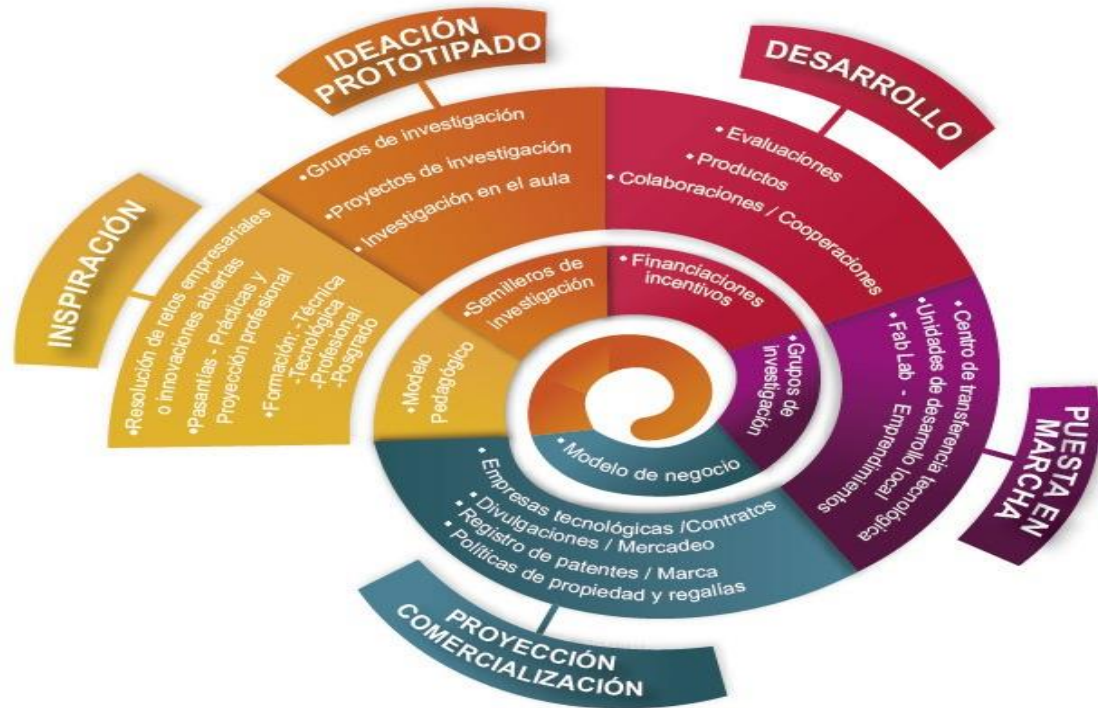 IDEACIÓN
PROTOTIPADO
•Grupos de investigación
•Proyectos de investigación
•Investigación en el aula
•Semilleros de
investigación
DESARROLLO
•Evaluaciones
•Productos
•Colaboraciones / Cooperaciones
•Financiaciones
incentivos
PUESTA EN
MARCHA
•Centro de transferencia tecnológica
•Unidades de desarrollo local
•Fab Lab - Emprendimientos
•Grupos de
investigación
PROYECCIÓN
COMERCIALIZACIÓN
•Modelo de negocio
•Empresas tecnológicas /Contratos
•Divulgaciones / Mercadeo
•Registro de patentes / Marca
•Políticas de propiedad y regalías
INSPIRACIÓN
•Resolución de retos empresariales
o innovaciones abiertas
•Pasantías - Prácticas y
Proyección profesional
•Formación: -Técnica
-Tecnológica
-Profesional
-Posgrado
•Modelo
Pedagógico